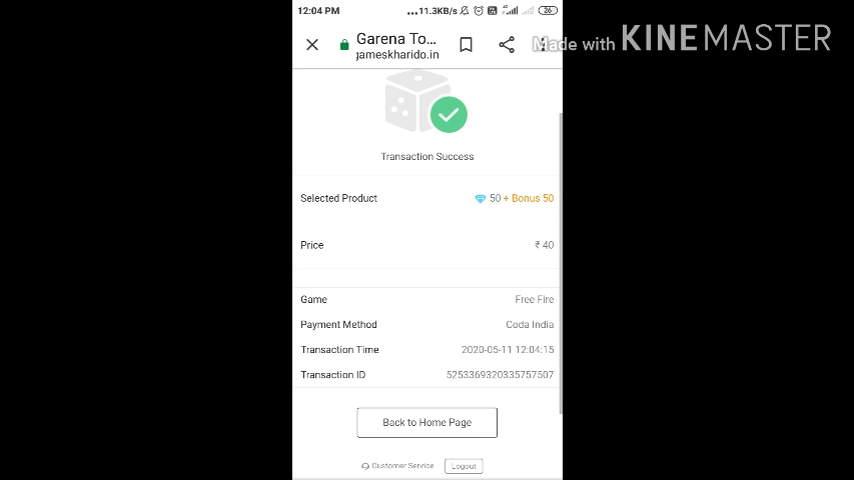 12:04 PM ...11.3KB/s 26
Garena To...
gameskharido.in
Made with KINEMASTER
Transaction Success
Selected Product 50 + Bonus 50
Price ₹ 40
Game Free Fire
Payment Method Coda India
Transaction Time 2020-05-11 12:04:15
Transaction ID 5253369320335757507
Back to Home Page
Customer Service Logout